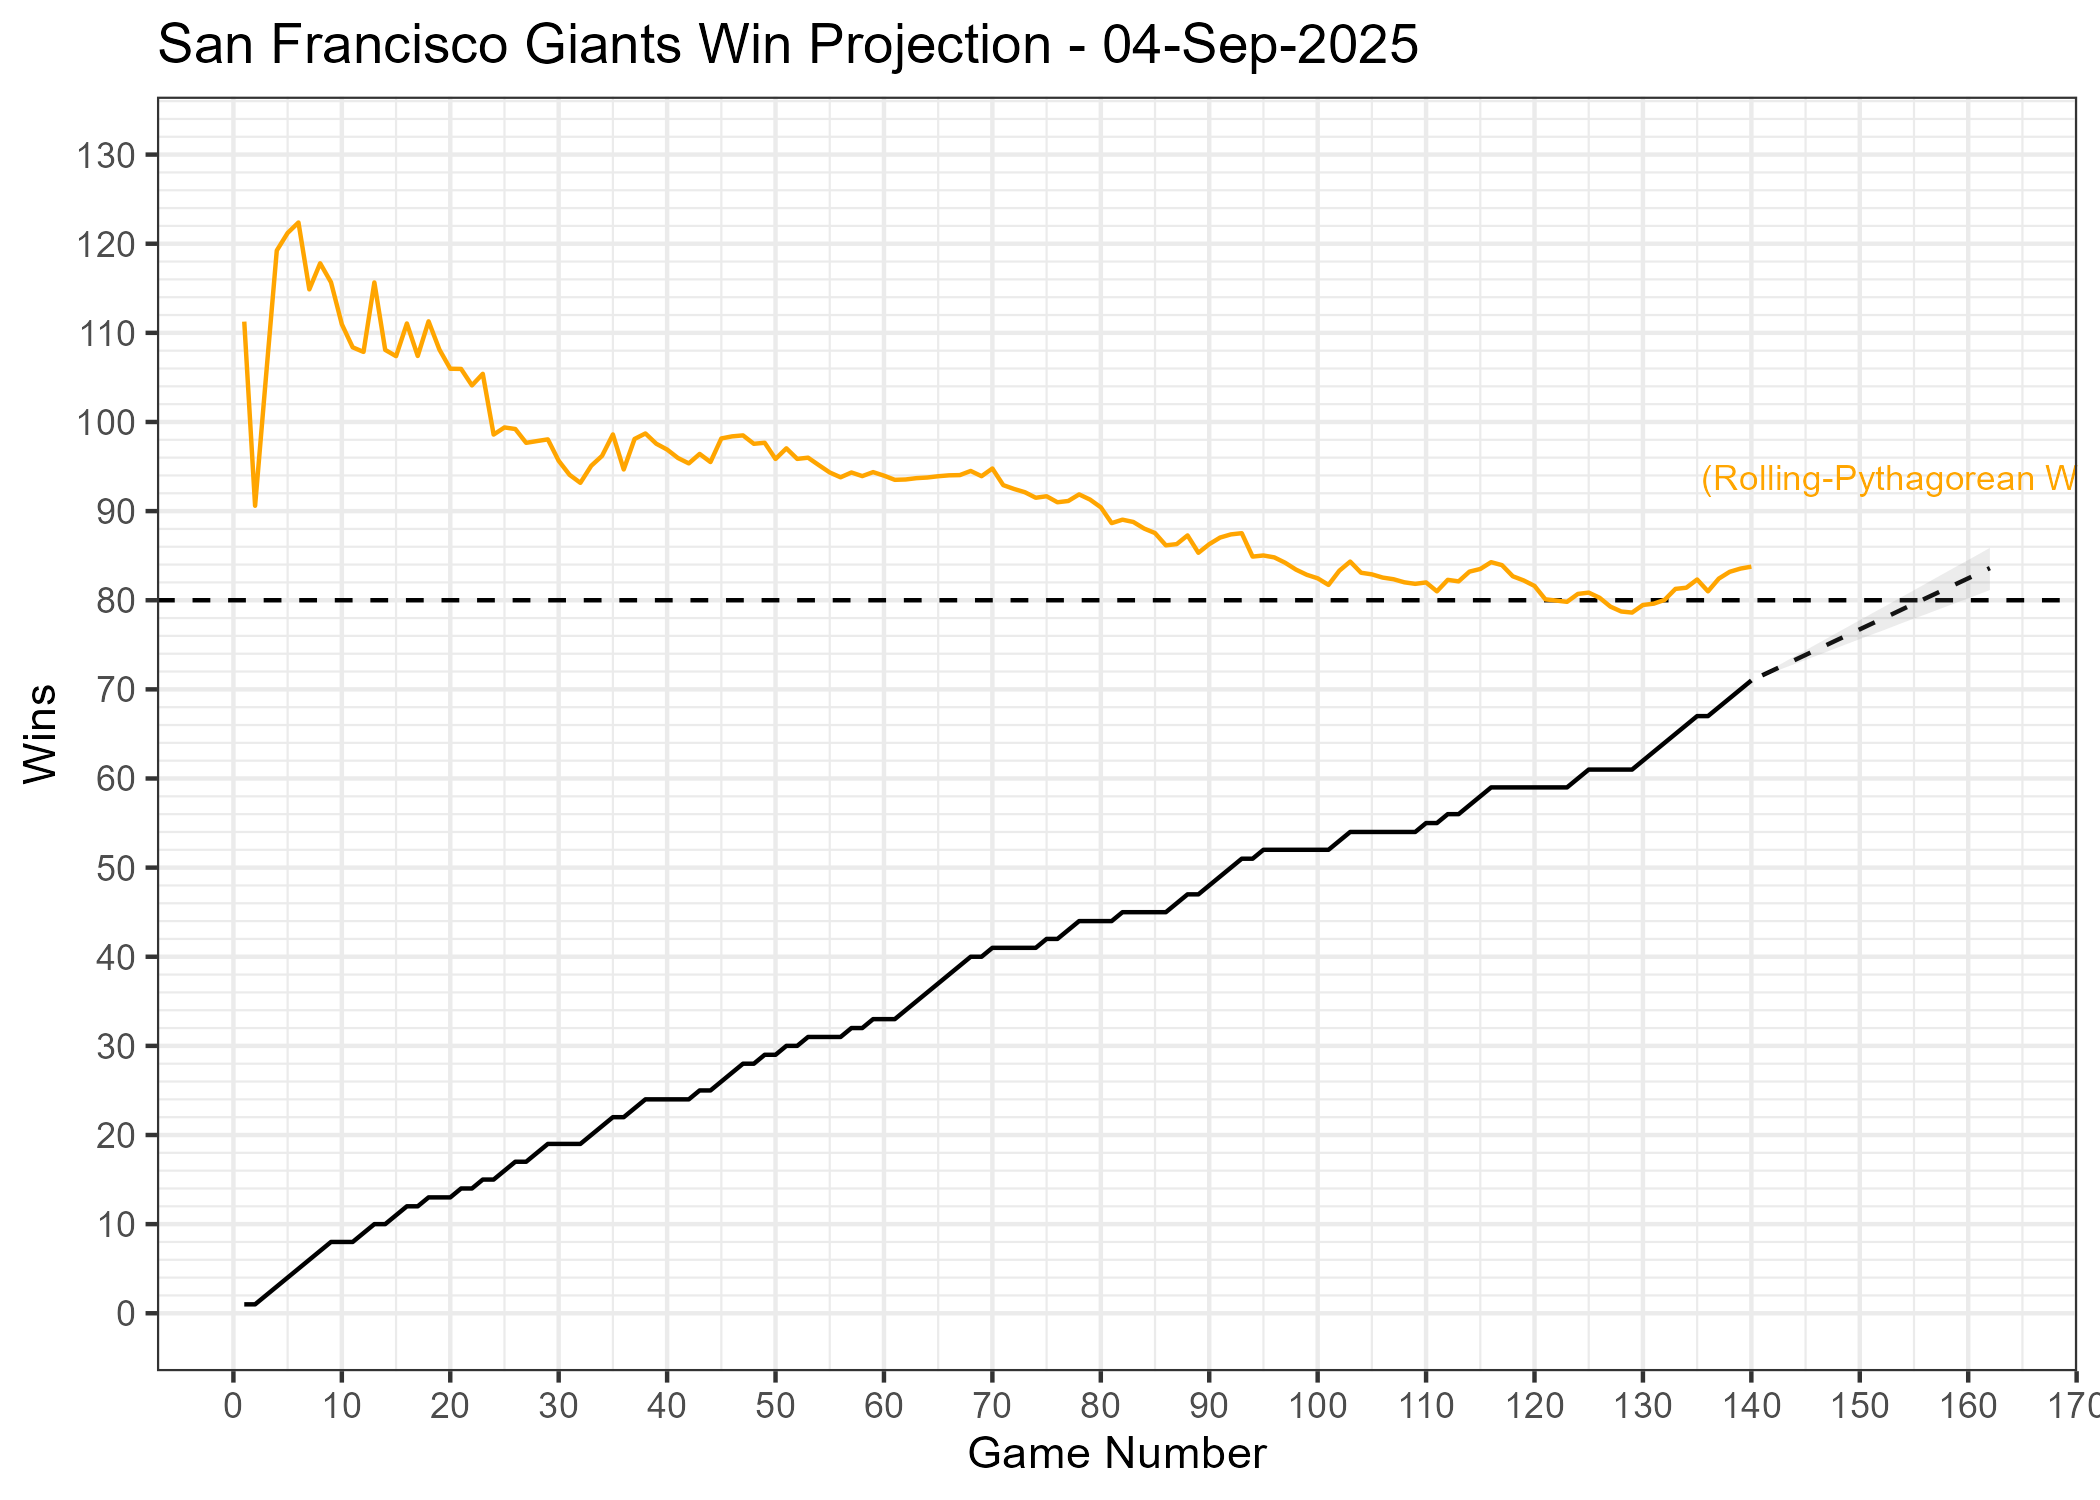 San Francisco Giants Win Projection - 04-Sep-2025
130
120
110
100
90
80
70
60
50
40
30
20
10
0
Wins
(Rolling-Pythagorean W
0 10 20 30 40 50 60 70 80 90 100 110 120 130 140 150 160 170
Game Number